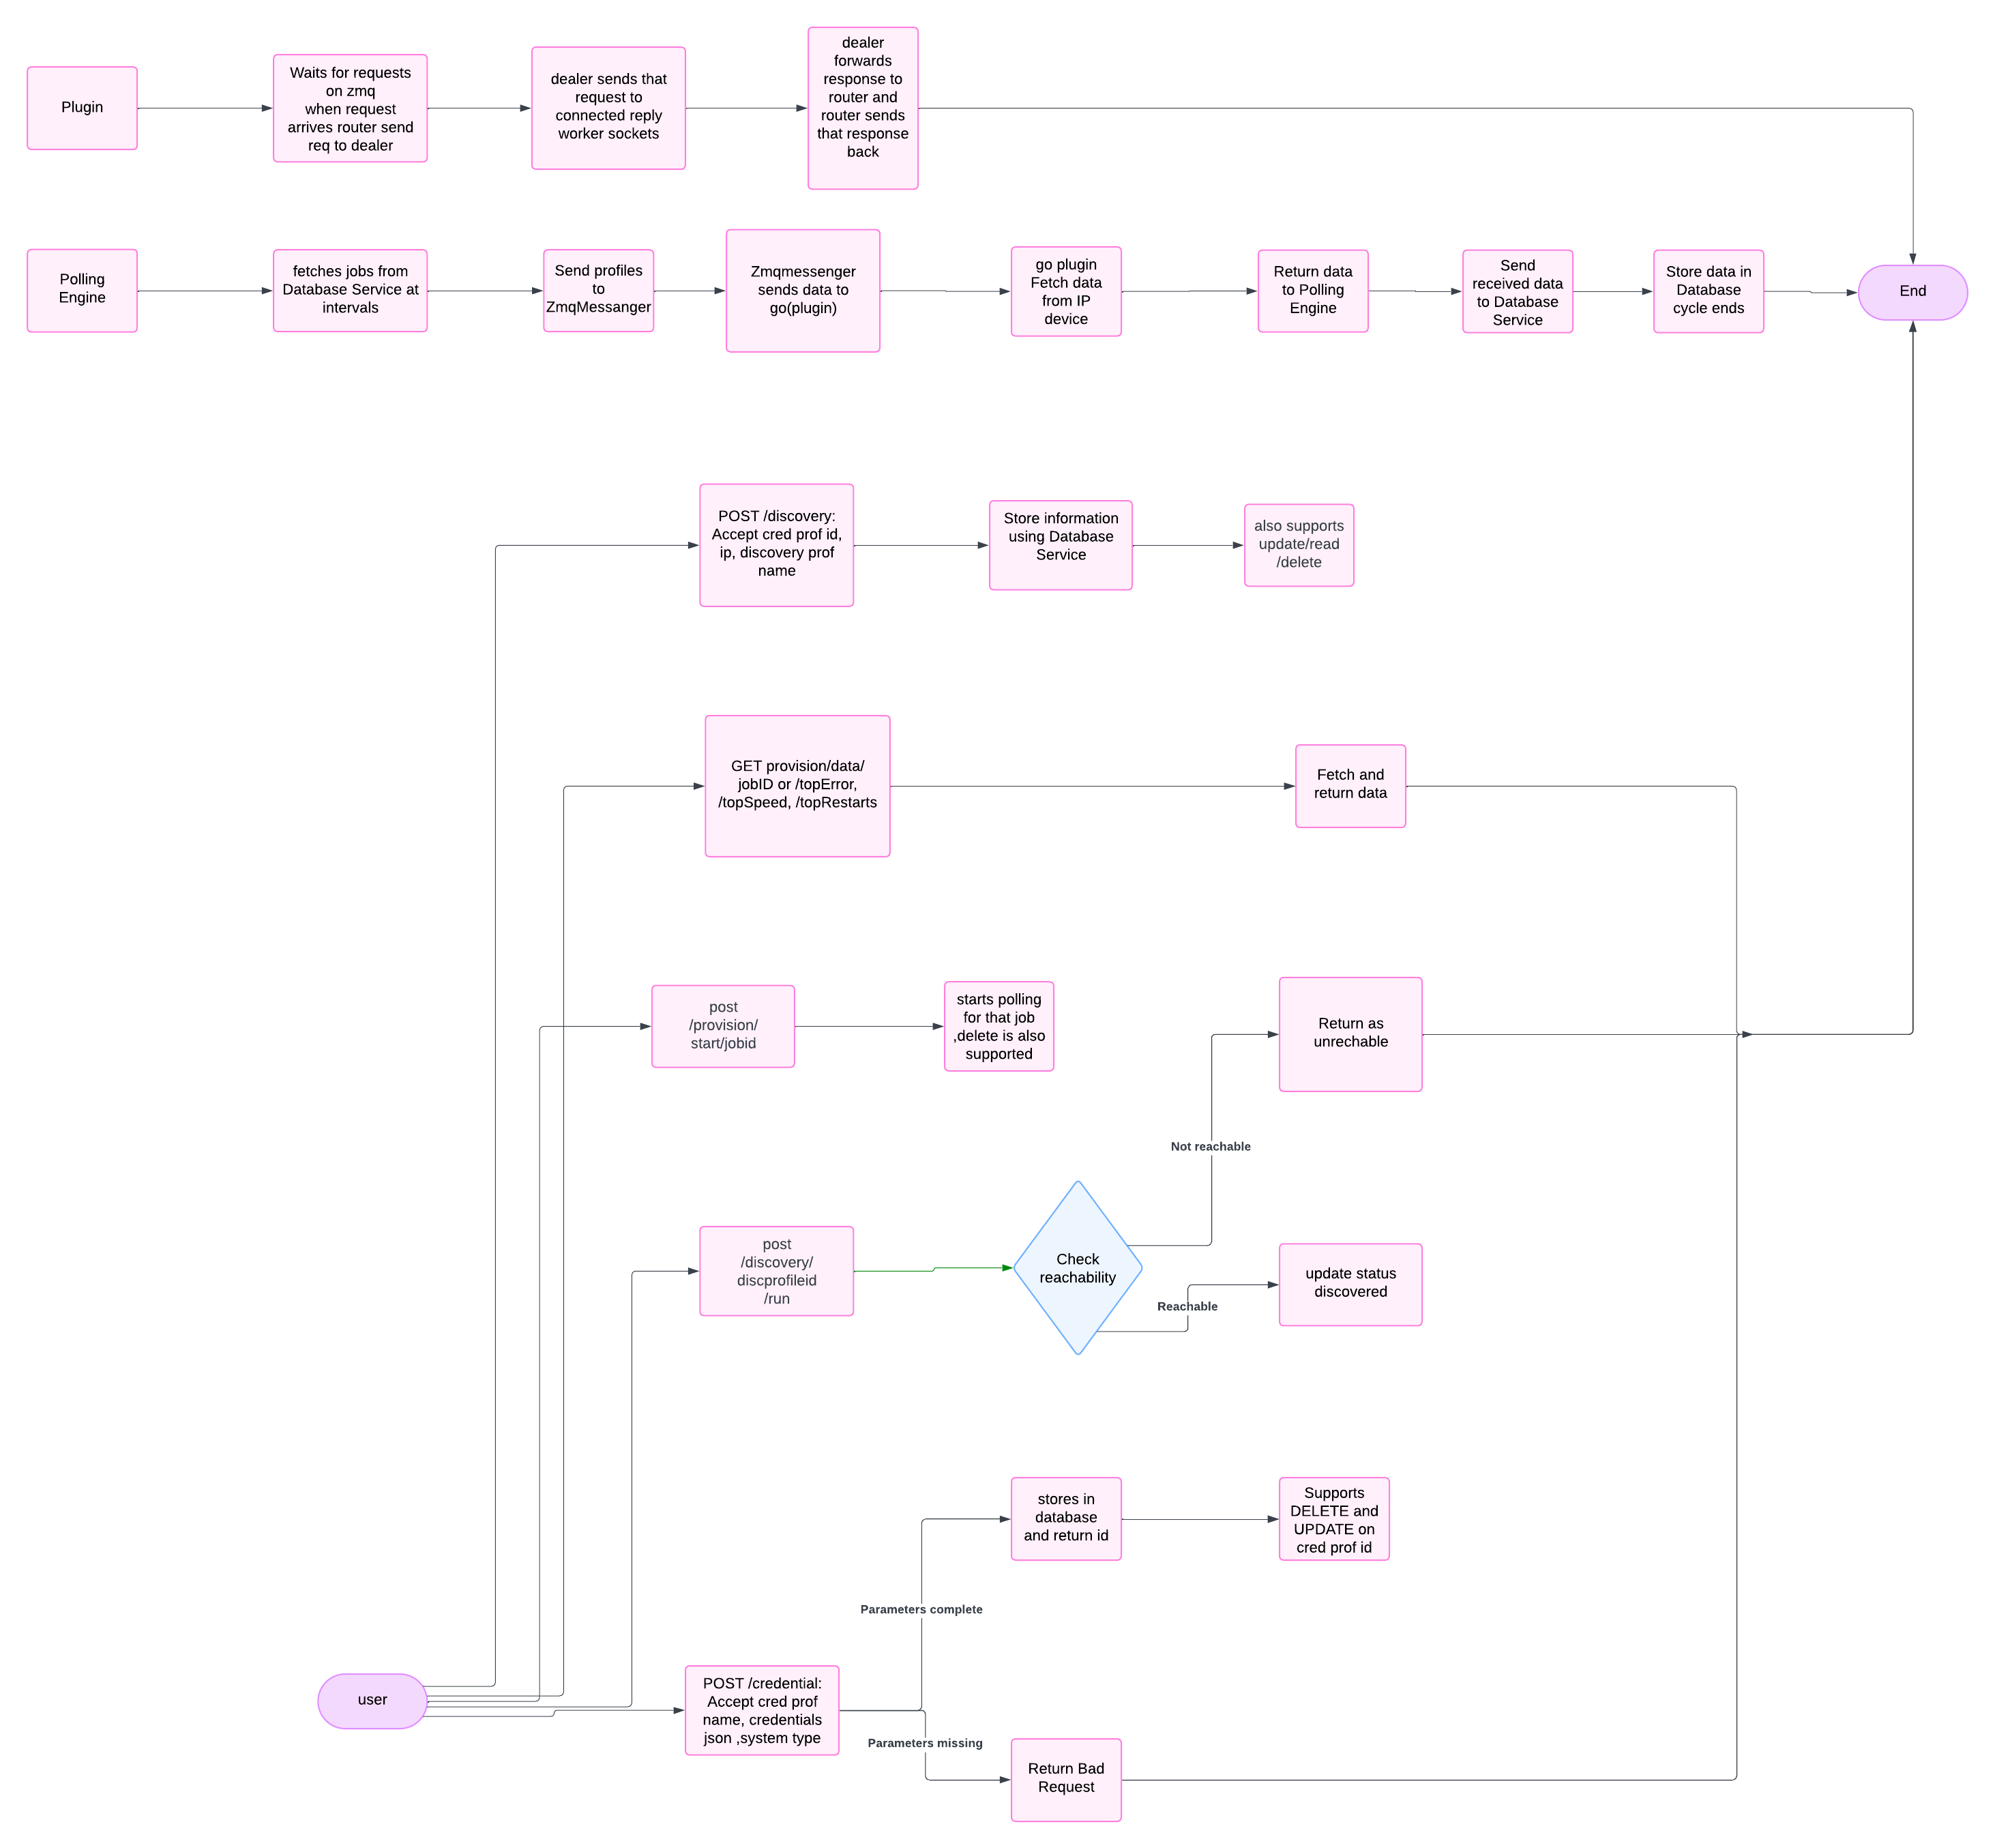 Plugin
Waits for requests
on zmq
when request
arrives router send
req to dealer
dealer sends that
request to
connected reply
worker sockets
dealer
forwards
response to
router and
router sends
that response
back
Polling
Engine
fetches jobs from
Database Service at
intervals
Send profiles
to
ZmqMessanger
Zmqmessenger
sends data to
go(plugin)
go plugin
Fetch data
from IP
device
Return data
to Polling
Engine
Send
received data
to Database
Service
Store data in
Database
cycle ends
End
POST /discovery:
Accept cred prof id,
ip, discovery prof
name
Store information
using Database
Service
also supports
update/read
/delete
GET provision/data/
jobID or /topError,
/topSpeed, /topRestarts
Fetch and
return data
post
/provision/
start/jobid
starts polling
for that job
,delete is also
supported
Return as
unrechable
Not reachable
post
/discovery/
discprofileid
/run
Check
reachability
Reachable
update status
discovered
stores in
database
and return id
Supports
DELETE and
UPDATE on
cred prof id
Parameters complete
user
POST /credential:
Accept cred prof
name, credentials
json ,system type
Parameters missing
Return Bad
Request